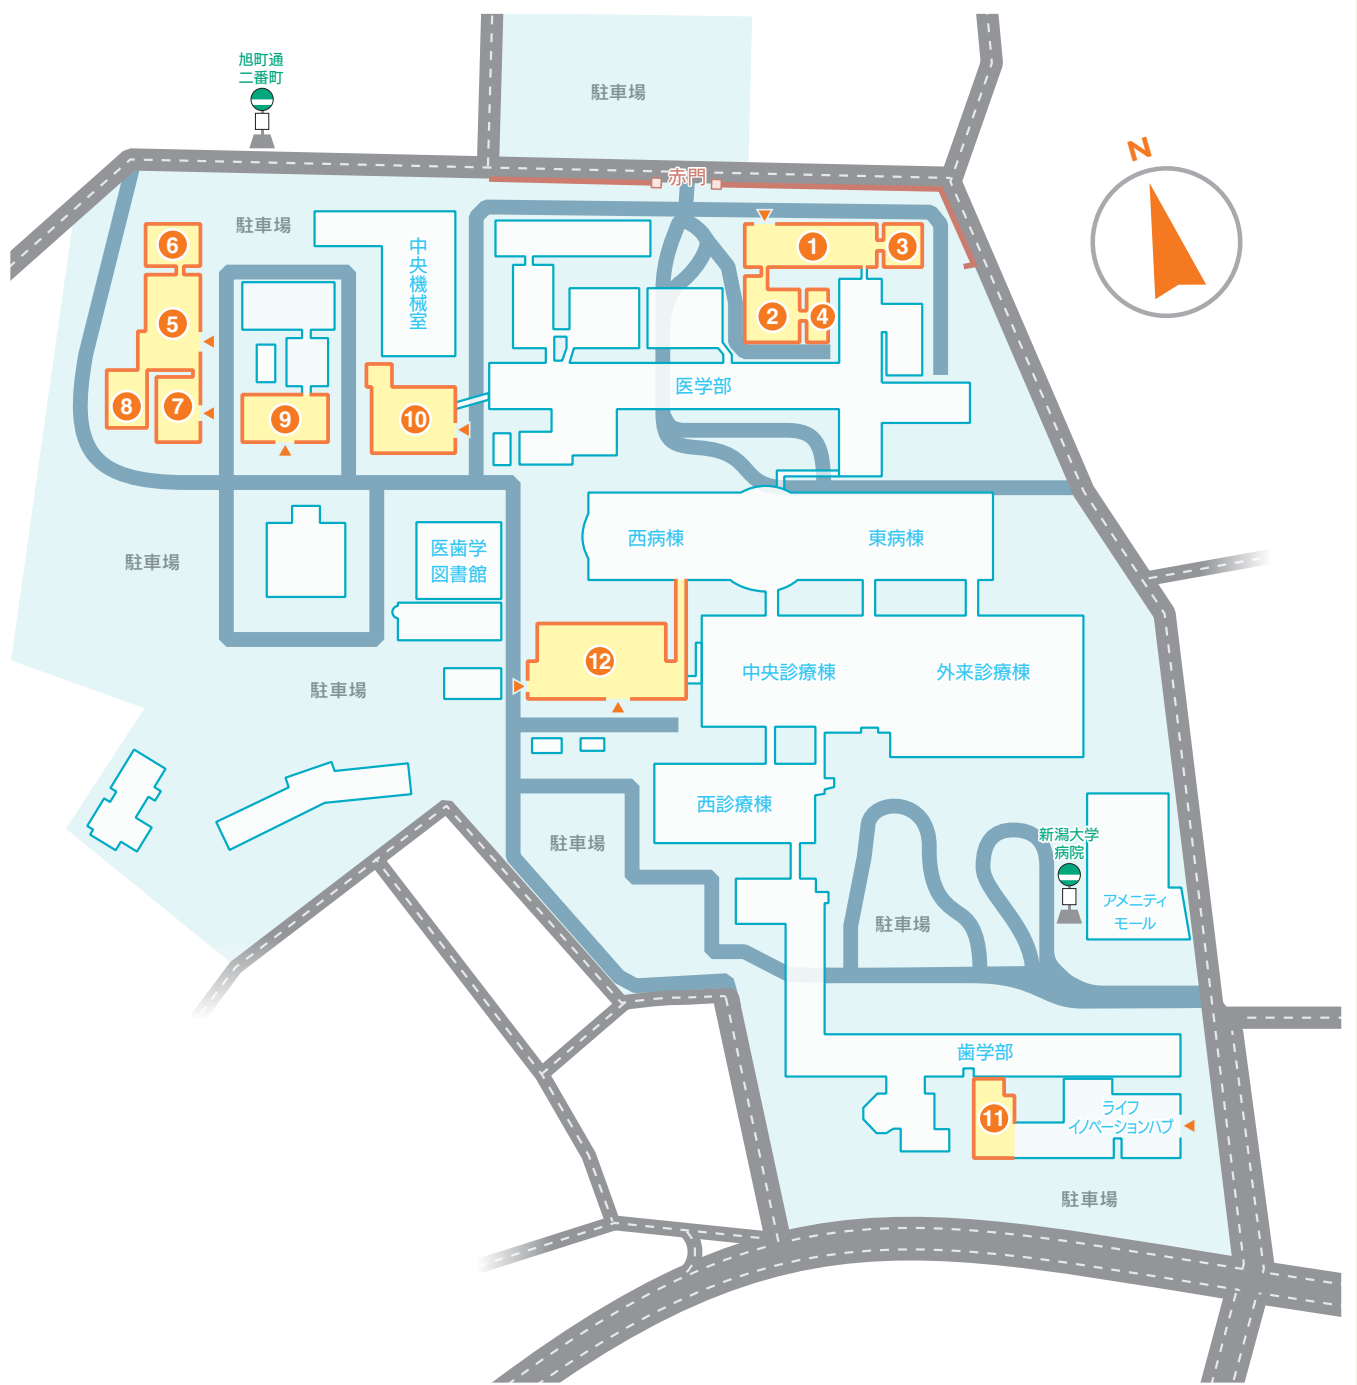 旭町通
二番町
駐車場
N
赤門
駐車場
中央機械室
6
1
3
5
2
4
医学部
8
7
9
10
西病棟
東病棟
医歯学
図書館
駐車場
12
中央診療棟
外来診療棟
駐車場
西診療棟
駐車場
新潟大学
病院
アメニティ
モール
駐車場
歯学部
11
ライフ
イノベーションハブ
駐車場